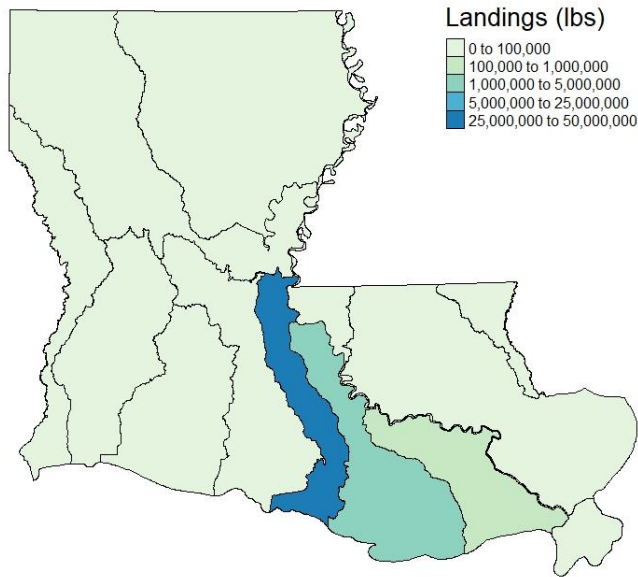 Landings (lbs)
0 to 100,000
100,000 to 1,000,000
1,000,000 to 5,000,000
5,000,000 to 25,000,000
25,000,000 to 50,000,000